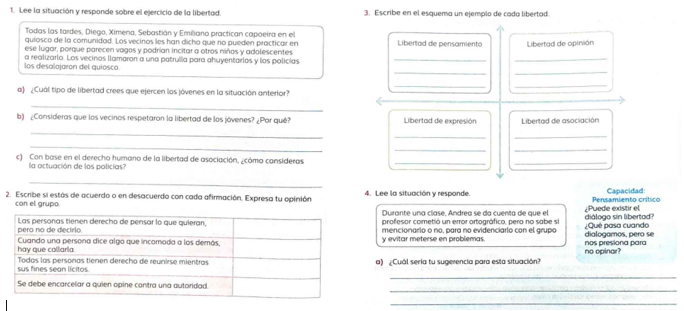 1. Lee la situación y responde sobre el ejercicio de la libertad.
Todas las tardes, Diego, Ximena, Sebastián y Emiliano practican capoeira en el
quiosco de la comunidad. Los vecinos les han dicho que no pueden practicar en
ese lugar, porque parecen vagos y podrían incitar a otros niños y adolescentes
a realizarlo. Los vecinos llamaron a una patrulla para ahuyentarlos y los policías
los desalojaron del quiosco.
a) ¿Cuál tipo de libertad crees que ejercen los jóvenes en la situación anterior?
b) ¿Consideras que los vecinos respetaron la libertad de los jóvenes? ¿Por qué?
c) Con base en el derecho humano de la libertad de asociación, ¿cómo consideras
la actuación de los policías?
2. Escribe si estás de acuerdo o en desacuerdo con cada afirmación. Expresa tu opinión
con el grupo.
Las personas tienen derecho de pensar lo que quieran,
pero no de decirlo.
Cuando una persona dice algo que incomoda a los demás,
hay que callarla.
Todas las personas tienen derecho de reunirse mientras
sus fines sean lícitos.
Se debe encarcelar a quien opine contra una autoridad.
3. Escribe en el esquema un ejemplo de cada libertad.
Libertad de pensamiento
Libertad de opinión
Libertad de expresión
Libertad de asociación
4. Lee la situación y responde.
Durante una clase, Andrea se da cuenta de que el
profesor cometió un error ortográfico, pero no sabe si
mencionarlo o no, para no evidenciarlo con el grupo
y evitar meterse en problemas.
a) ¿Cuál sería tu sugerencia para esta situación?
Capacidad:
Pensamiento crítico
¿Puede existir el
diálogo sin libertad?
¿Qué pasa cuando
dialogamos, pero se
nos presiona para
no opinar?